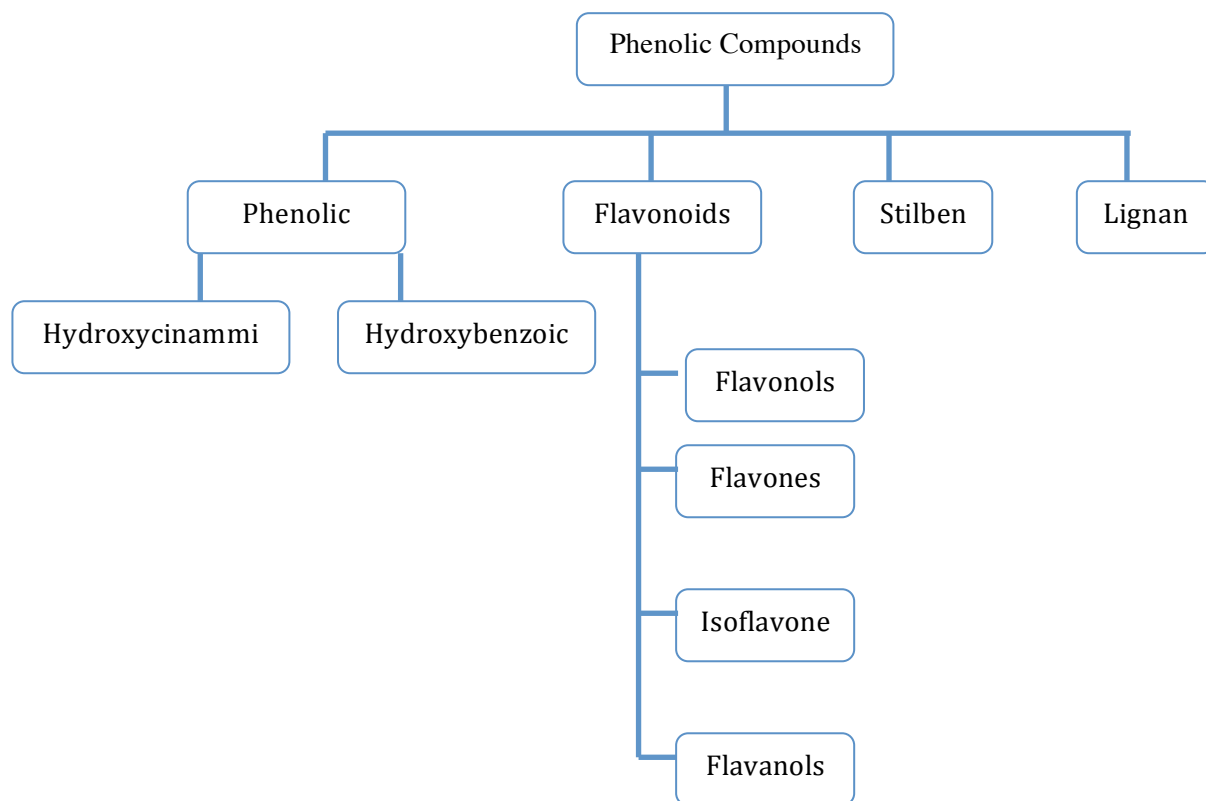 Phenolic Compounds
Phenolic
Flavonoids
Stilben
Lignan
Hydroxycinammi
Hydroxybenzoic
Flavonols
Flavones
Isoflavone
Flavanols